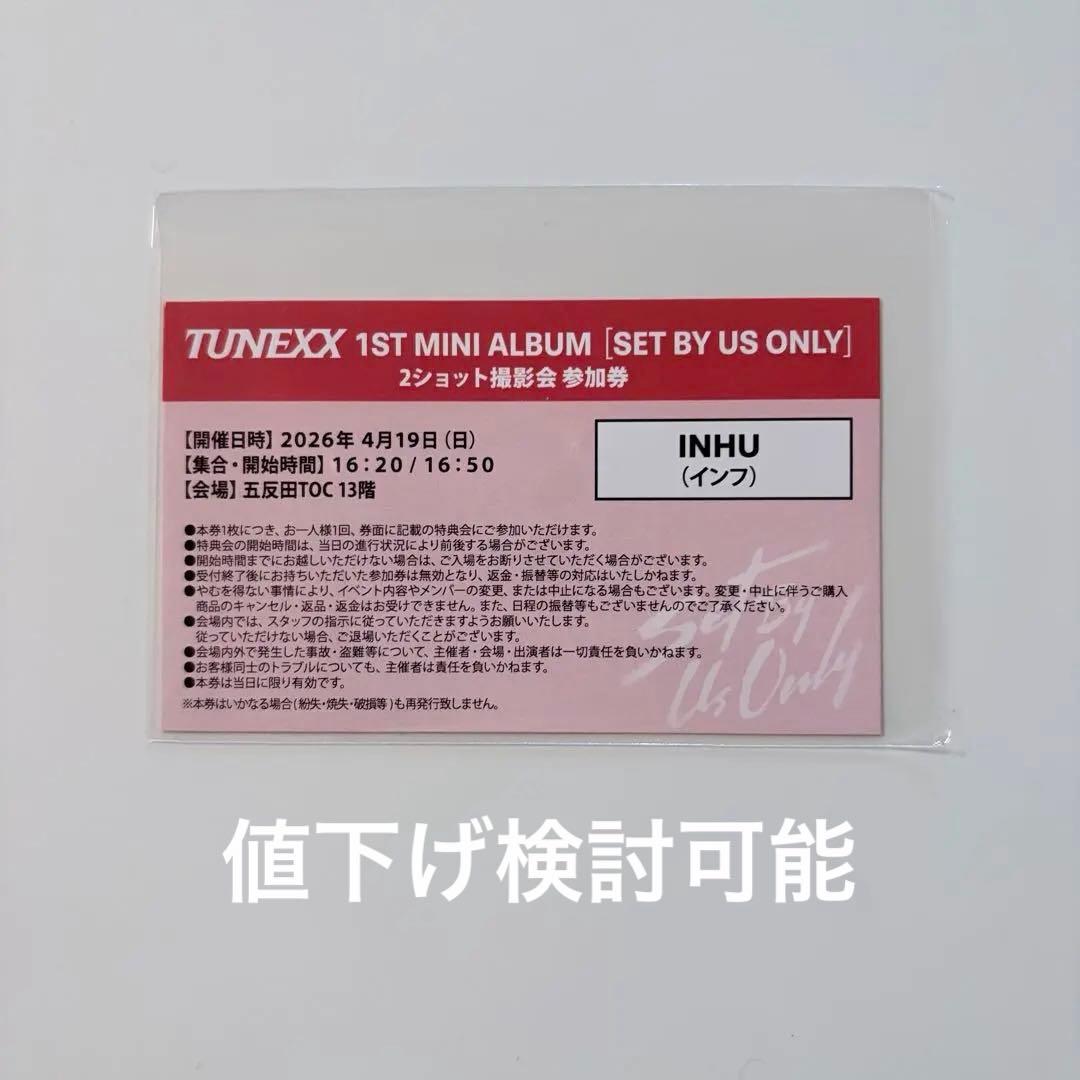 TUNEXX 1ST MINI ALBUM [SET BY US ONLY]
2ショット撮影会 参加券
【開催日時】2026年 4月19日（日）
【集合・開始時間】16：20 / 16：50
【会場】五反田TOC 13階
INHU
（インフ）
●本券1枚につき、お一人様1回、券面に記載の特典会にご参加いただけます。
●特典会の開始時間は、当日の進行状況により前後する場合がございます。
●開始時間までにお越しいただけない場合は、ご入場をお断りさせていただく場合がございます。
●受付終了後にお持ちいただいた参加券は無効となり、返金・振替等の対応はいたしかねます。
●やむを得ない事情により、イベント内容やメンバーの変更、または中止になる場合もございます。変更・中止に伴うご購入
商品のキャンセル・返品・返金はお受けできません。また、日程の振替等もございませんのでご了承ください。
●会場内では、スタッフの指示に従っていただきますようお願いいたします。
従っていただけない場合、ご退場いただくことがございます。
●会場内外で発生した事故・盗難等について、主催者・会場・出演者は一切責任を負いかねます。
●お客様同士のトラブルについても、主催者は責任を負いかねます。
●本券は当日に限り有効です。
※本券はいかなる場合(紛失・焼失・破損等)も再発行致しません。
Set By
Us Only
値下げ検討可能